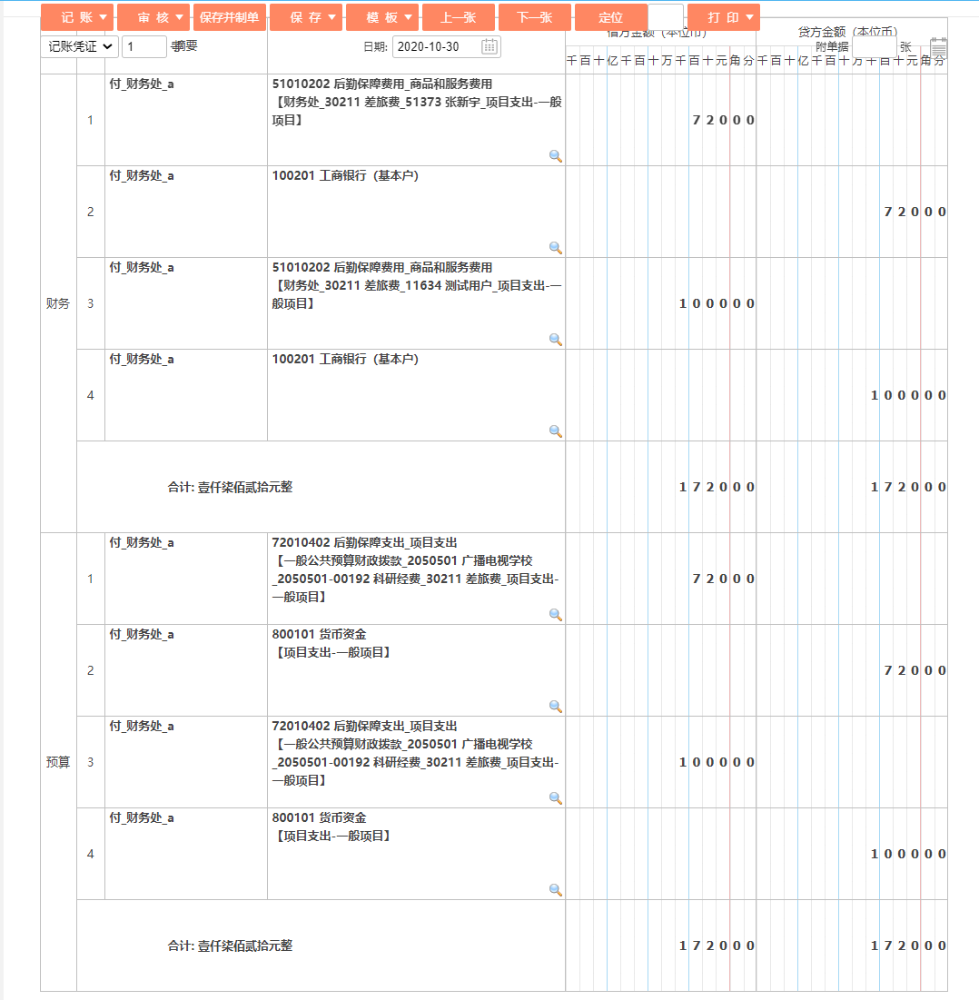 记 账 审 核 保存并制单 保 存 模 板 上一张 下一张 定位 打 印
借方金额（本位币） 贷方金额（本位币）
记账凭证 1 号 摘要 日期: 2020-10-30 附单据 张
千百十亿千百十万千百十元角分 千百十亿千百十万千百十元角分
财务
1 付_财务处_a 51010202 后勤保障费用_商品和服务费用
【财务处_30211 差旅费_51373 张新宇_项目支出-一般
项目】
72000
2 付_财务处_a 100201 工商银行（基本户）
72000
3 付_财务处_a 51010202 后勤保障费用_商品和服务费用
【财务处_30211 差旅费_11634 测试用户_项目支出-一
般项目】
100000
4 付_财务处_a 100201 工商银行（基本户）
100000
合计: 壹仟柒佰贰拾元整 172000 172000
预算
1 付_财务处_a 72010402 后勤保障支出_项目支出
【一般公共预算财政拨款_2050501 广播电视学校
_2050501-00192 科研经费_30211 差旅费_项目支出-
一般项目】
72000
2 付_财务处_a 800101 货币资金
【项目支出-一般项目】
72000
3 付_财务处_a 72010402 后勤保障支出_项目支出
【一般公共预算财政拨款_2050501 广播电视学校
_2050501-00192 科研经费_30211 差旅费_项目支出-
一般项目】
100000
4 付_财务处_a 800101 货币资金
【项目支出-一般项目】
100000
合计: 壹仟柒佰贰拾元整 172000 172000